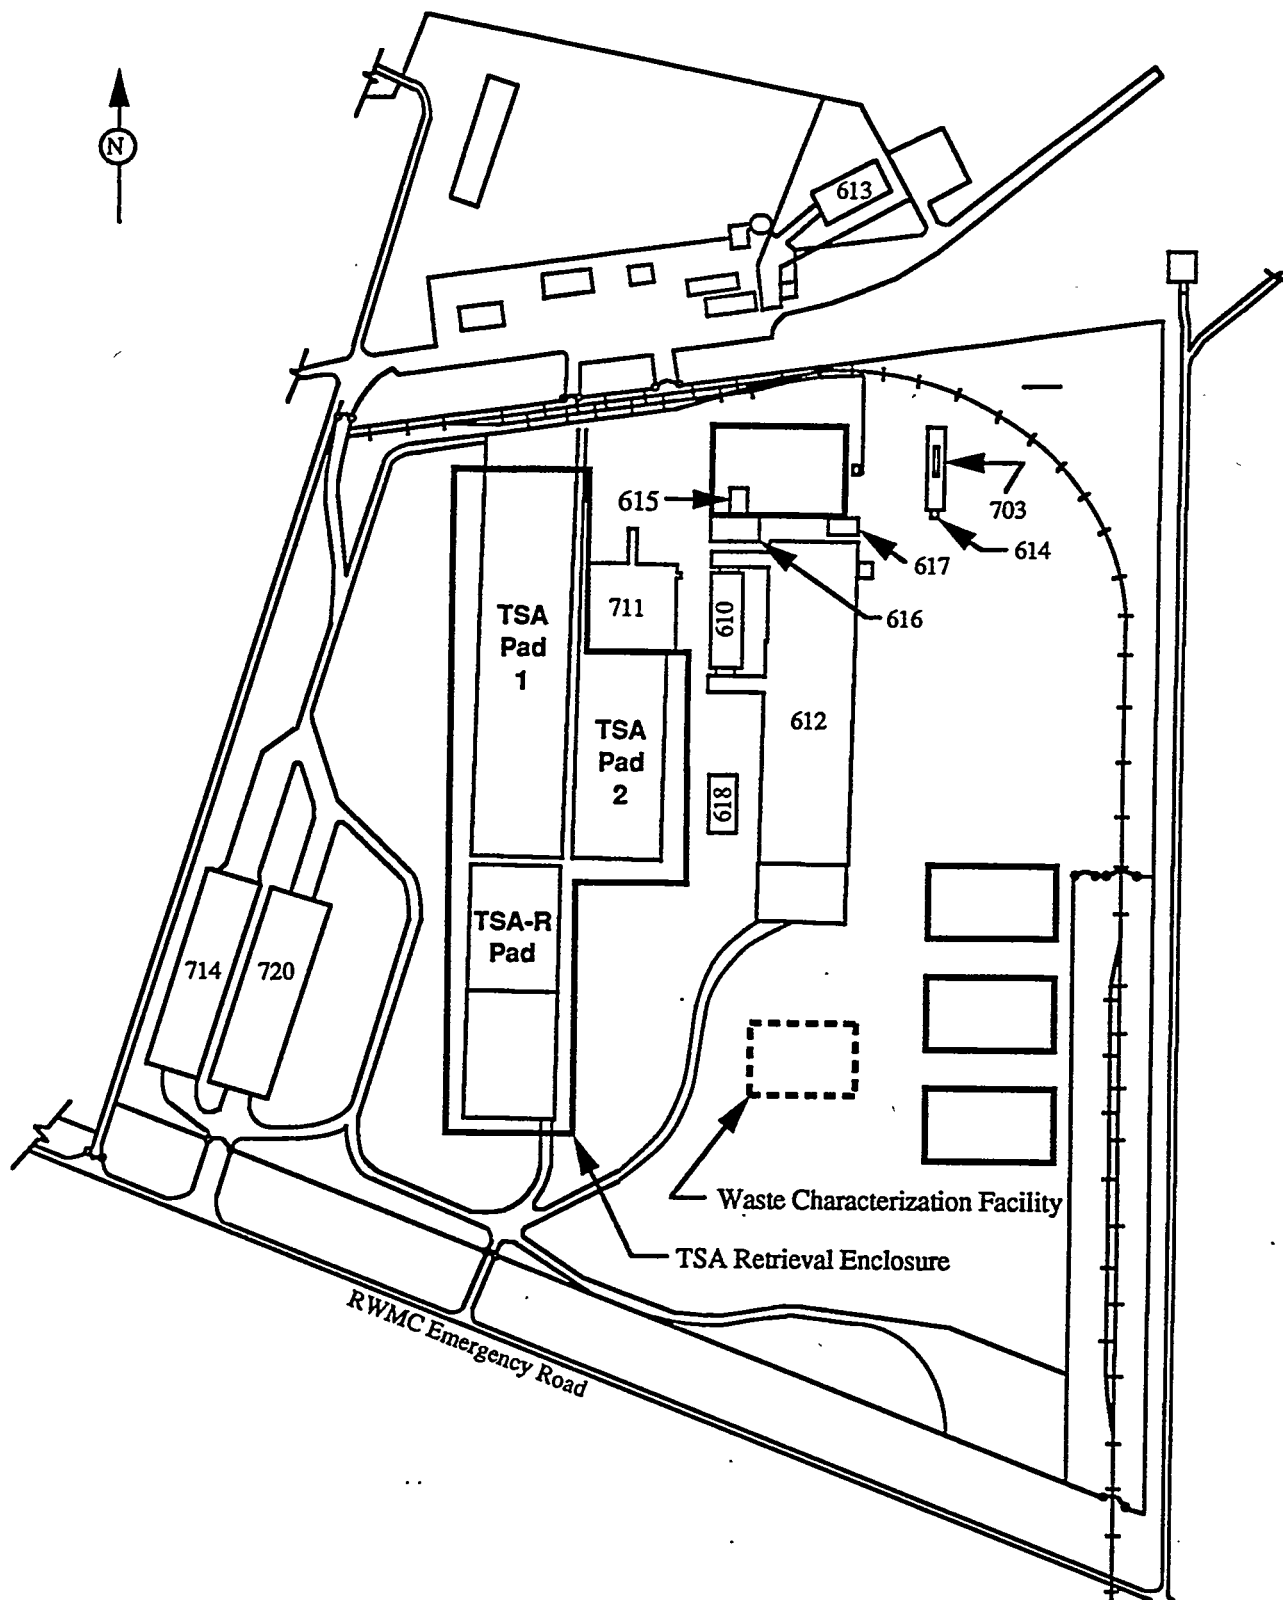 N
613
615
703
614
617
616
711
610
TSA
Pad
1
612
TSA
Pad
2
618
TSA-R
Pad
714
720
Waste Characterization Facility
TSA Retrieval Enclosure
RWMC Emergency Road